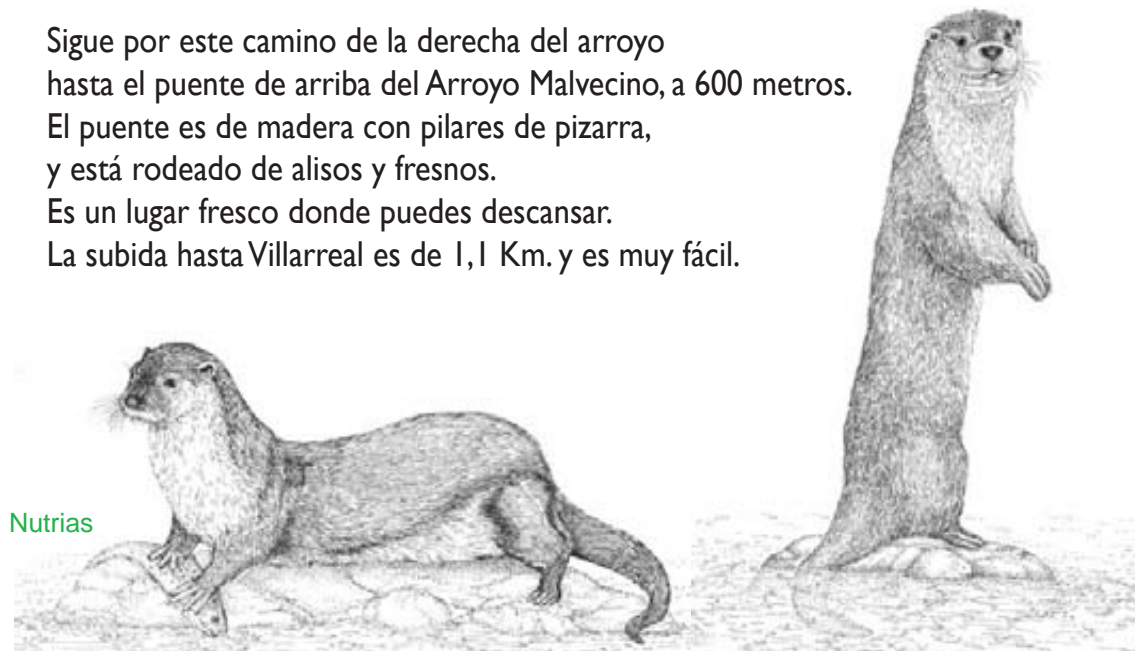 Sigue por este camino de la derecha del arroyo
hasta el puente de arriba del Arroyo Malvecino, a 600 metros.
El puente es de madera con pilares de pizarra,
y está rodeado de alisos y fresnos.
Es un lugar fresco donde puedes descansar.
La subida hasta Villarreal es de 1,1 Km. y es muy fácil.
Nutrias